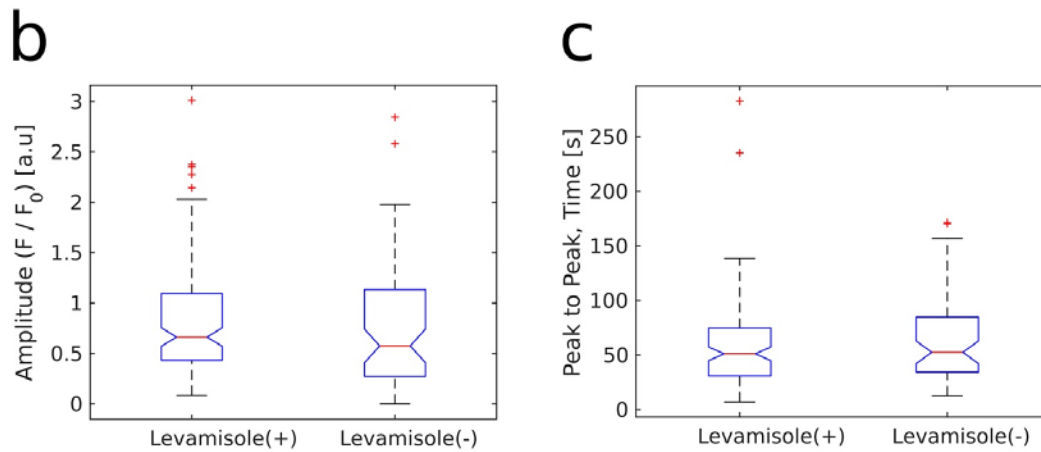 b
Amplitude (F / F0) [a.u]
3
2.5
2
1.5
1
0.5
0
Levamisole(+)
Levamisole(-)
c
Peak to Peak, Time [s]
250
200
150
100
50
0
Levamisole(+)
Levamisole(-)